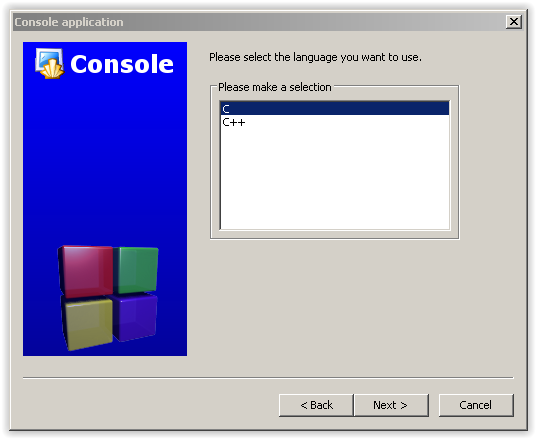 Console application
Console
Please select the language you want to use.
Please make a selection
C
C++
< Back
Next >
Cancel